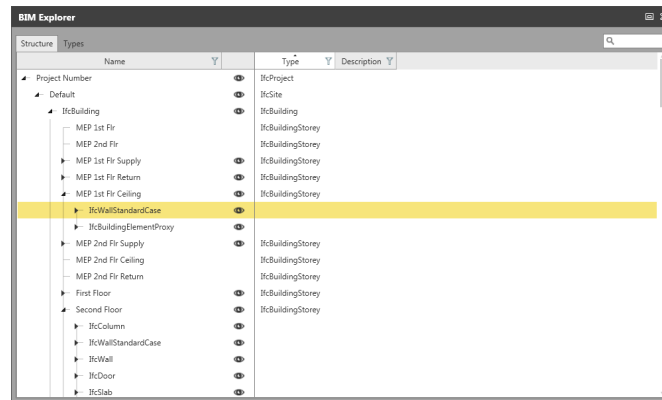 BIM Explorer
Structure Types
Name Type Description
Project Number IfcProject
Default IfcSite
IfcBuilding IfcBuilding
MEP 1st Flr IfcBuildingStorey
MEP 2nd Flr IfcBuildingStorey
MEP 1st Flr Supply IfcBuildingStorey
MEP 1st Flr Return IfcBuildingStorey
MEP 1st Flr Ceiling IfcBuildingStorey
IfcWallStandardCase
IfcBuildingElementProxy
MEP 2nd Flr Supply IfcBuildingStorey
MEP 2nd Flr Ceiling IfcBuildingStorey
MEP 2nd Flr Return IfcBuildingStorey
First Floor IfcBuildingStorey
Second Floor IfcBuildingStorey
IfcColumn
IfcWallStandardCase
IfcWall
IfcDoor
IfcSlab